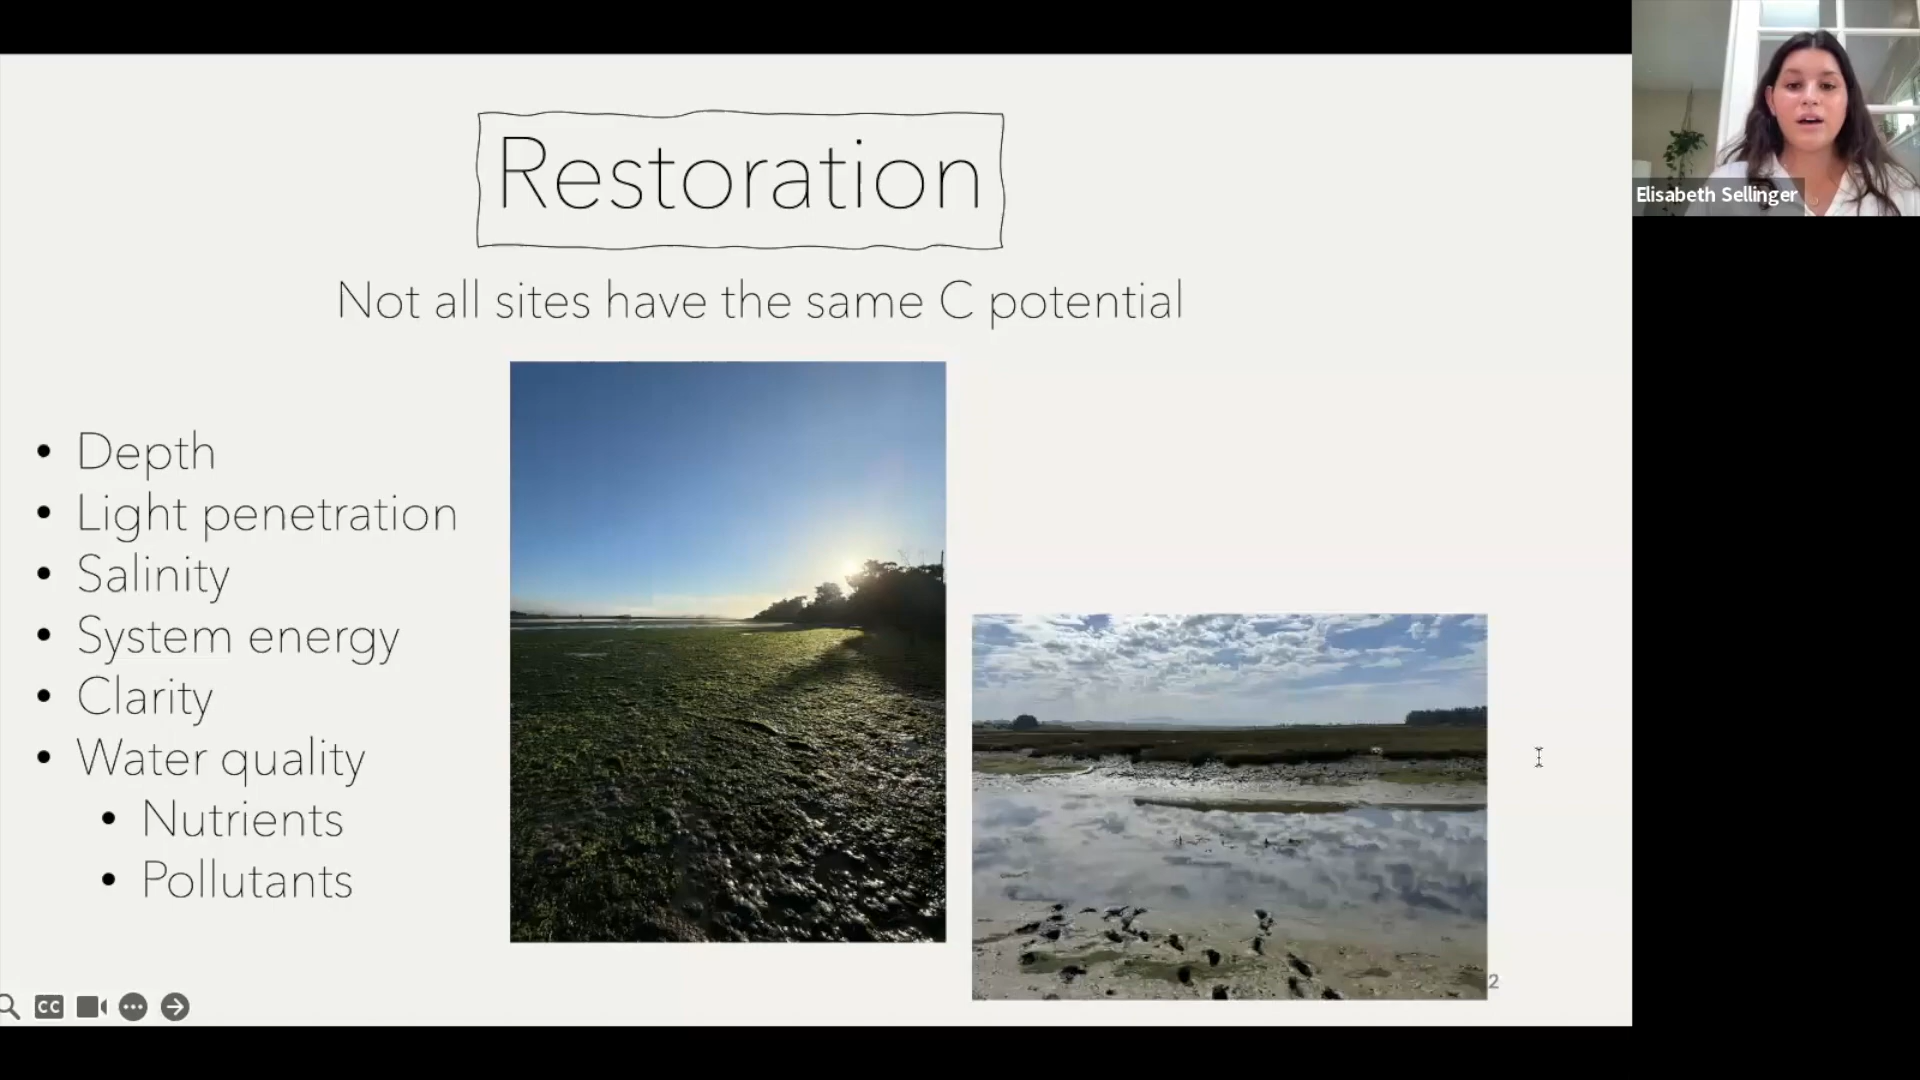 Restoration
Not all sites have the same C potential
• Depth
• Light penetration
• Salinity
• System energy
• Clarity
• Water quality
• Nutrients
• Pollutants
Elisabeth Sellinger
2
CC